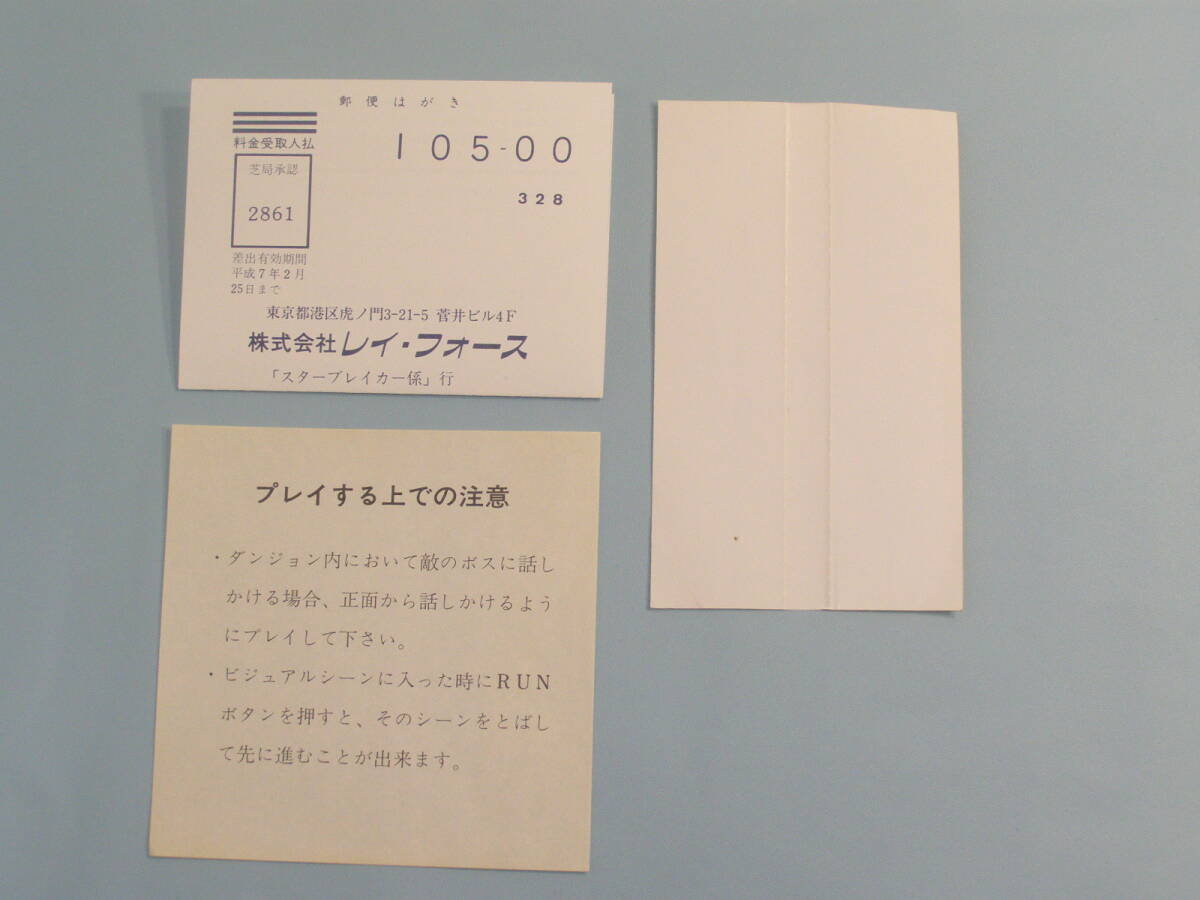 郵便はがき
料金受取人払
芝局承認
2861
差出有効期間
平成7年2月
25日まで
105-00
328
東京都港区虎ノ門3-21-5 菅井ビル4F
株式会社レイ・フォース
「スターブレイカー係」行
プレイする上での注意
・ダンジョン内において敵のボスに話し
かける場合、正面から話しかけるよう
にプレイして下さい。
・ビジュアルシーンに入った時にRUN
ボタンを押すと、そのシーンをとばし
て先に進むことが出来ます。